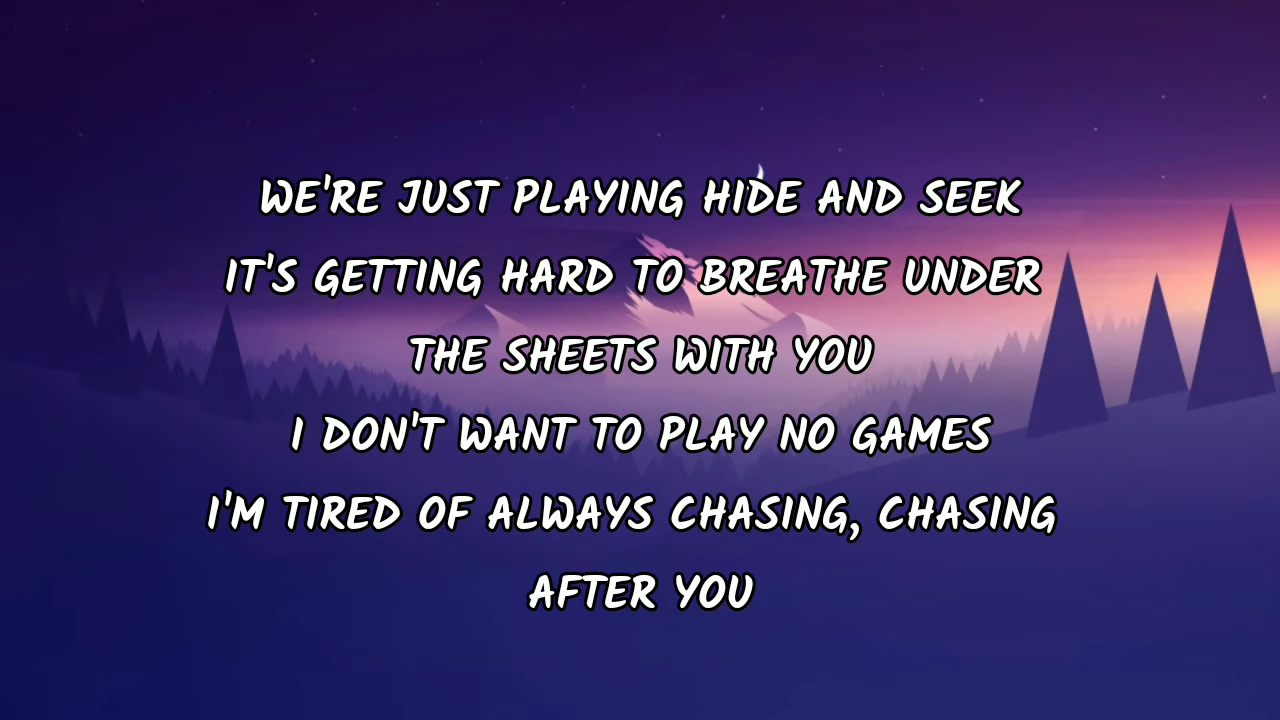 WE'RE JUST PLAYING HIDE AND SEEK
IT'S GETTING HARD TO BREATHE UNDER
THE SHEETS WITH YOU
I DON'T WANT TO PLAY NO GAMES
I'M TIRED OF ALWAYS CHASING, CHASING
AFTER YOU